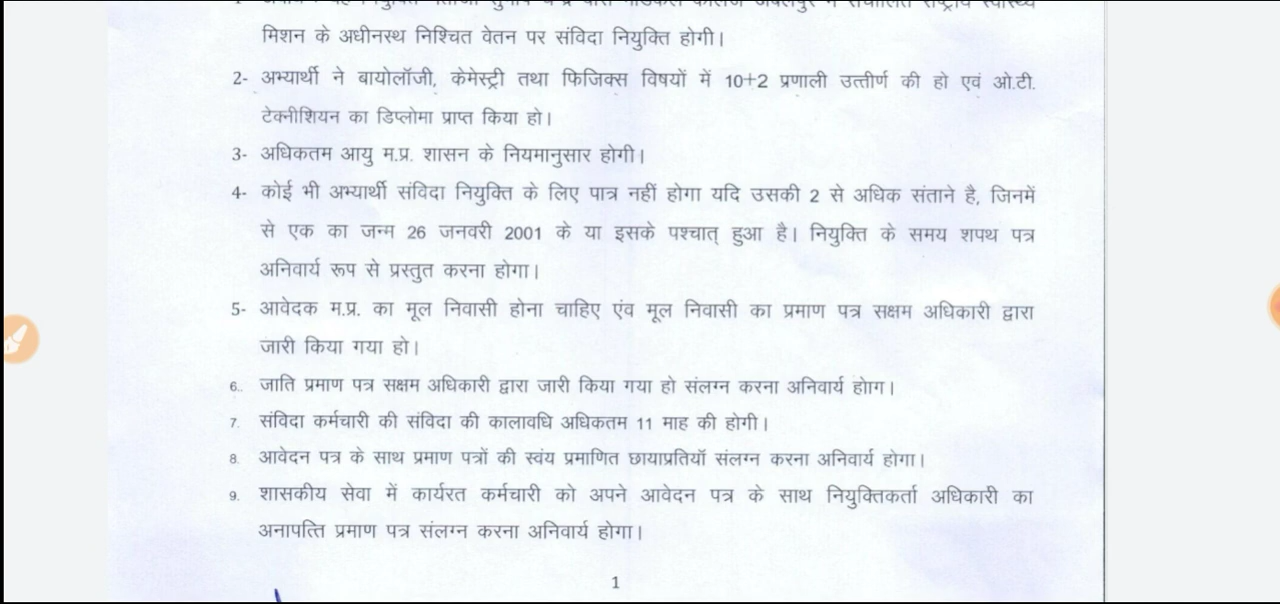 मिशन के अधीनस्थ निश्चित वेतन पर संविदा नियुक्ति होगी।
2- अभ्यार्थी ने बायोलॉजी, केमेस्ट्री तथा फिजिक्स विषयों में 10+2 प्रणाली उत्तीर्ण की हो एवं ओ.टी.
टेक्नीशियन का डिप्लोमा प्राप्त किया हो।
3- अधिकतम आयु म.प्र. शासन के नियमानुसार होगी।
4- कोई भी अभ्यार्थी संविदा नियुक्ति के लिए पात्र नहीं होगा यदि उसकी 2 से अधिक संताने है, जिनमें
से एक का जन्म 26 जनवरी 2001 के या इसके पश्चात् हुआ है। नियुक्ति के समय शपथ पत्र
अनिवार्य रूप से प्रस्तुत करना होगा।
5- आवेदक म.प्र. का मूल निवासी होना चाहिए एंव मूल निवासी का प्रमाण पत्र सक्षम अधिकारी द्वारा
जारी किया गया हो।
6. जाति प्रमाण पत्र सक्षम अधिकारी द्वारा जारी किया गया हो संलग्न करना अनिवार्य होाग।
7. संविदा कर्मचारी की संविदा की कालावधि अधिकतम 11 माह की होगी।
8. आवेदन पत्र के साथ प्रमाण पत्रों की स्वंय प्रमाणित छायाप्रतियॉ संलग्न करना अनिवार्य होगा।
9. शासकीय सेवा में कार्यरत कर्मचारी को अपने आवेदन पत्र के साथ नियुक्तिकर्ता अधिकारी का
अनापत्ति प्रमाण पत्र संलग्न करना अनिवार्य होगा।
1